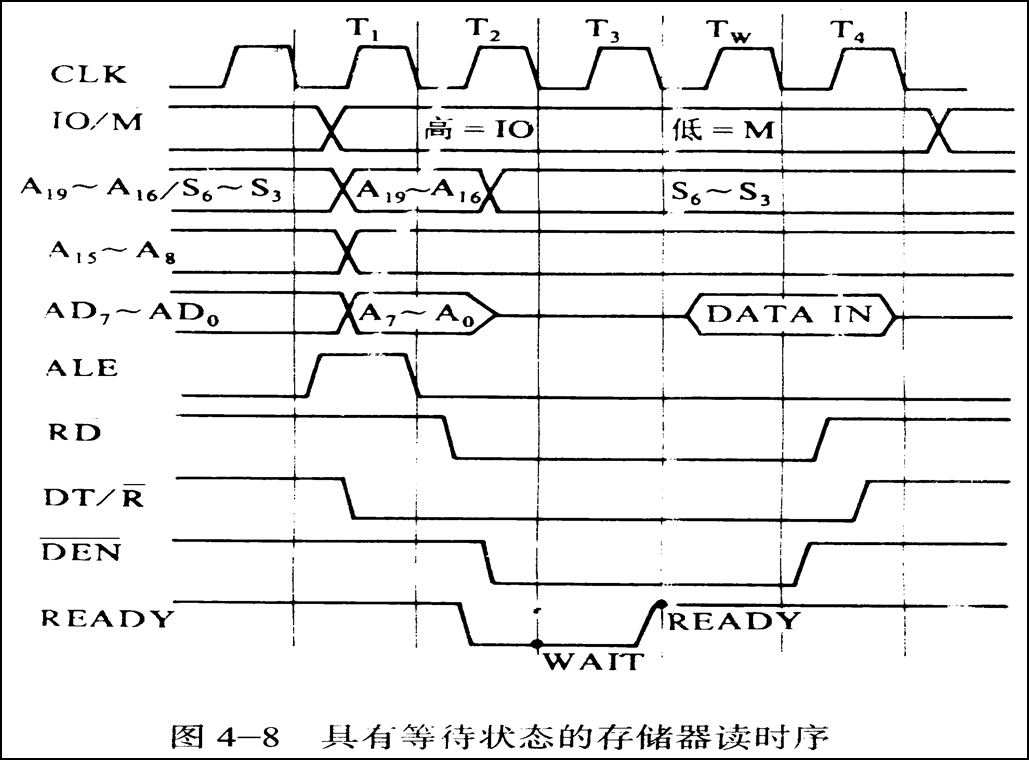 T₁ T₂ T₃ T_W T₄
CLK
IO/M 高=IO 低=M
A₁₉～A₁₆/S₆～S₃ A₁₉～A₁₆ S₆～S₃
A₁₅～A₈
AD₇～AD₀ A₇～A₀ DATA IN
ALE
RD
DT/R̅
D̅E̅N̅
READY READY
WAIT
图 4-8 具有等待状态的存储器读时序